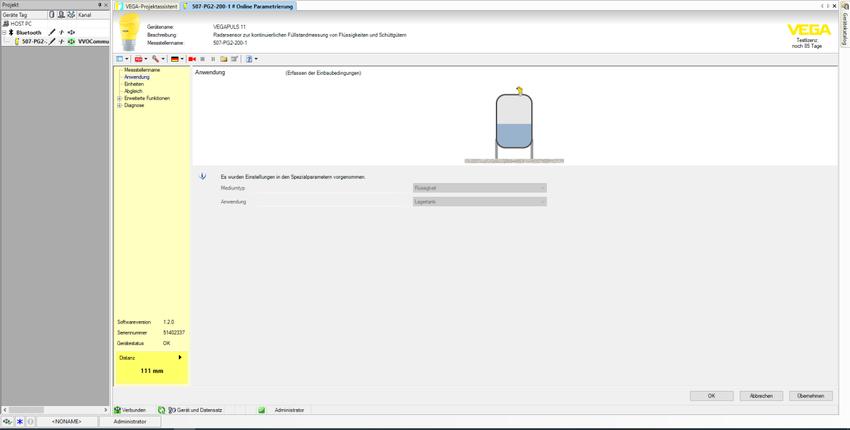 Projekt
Geräte Tag Kanal
HOST PC
Bluetooth
507-PG2-... VVOCommu
VEGA-Projektassistent
507-PG2-200-1 # Online Parametrierung
Gerätename: VEGAPULS 11
Beschreibung: Radarsensor zur kontinuierlichen Füllstandmessung von Flüssigkeiten und Schüttgütern
Messstellenname: 507-PG2-200-1
VEGA
Testlizenz:
noch 85 Tage
Gerätekatalog
Messstellenname
Anwendung
Einheiten
Abgleich
Erweiterte Funktionen
Diagnose
Anwendung (Erfassen der Einbaubedingungen)
Es wurden Einstellungen in den Spezialparametern vorgenommen.
Mediumtyp Flüssigkeit
Anwendung Lagertank
Softwareversion 1.2.0
Seriennummer 51402337
Gerätestatus OK
Distanz
111 mm
OK Abbrechen Übernehmen
Verbunden Gerät und Datensatz Administrator
<NONAME> Administrator